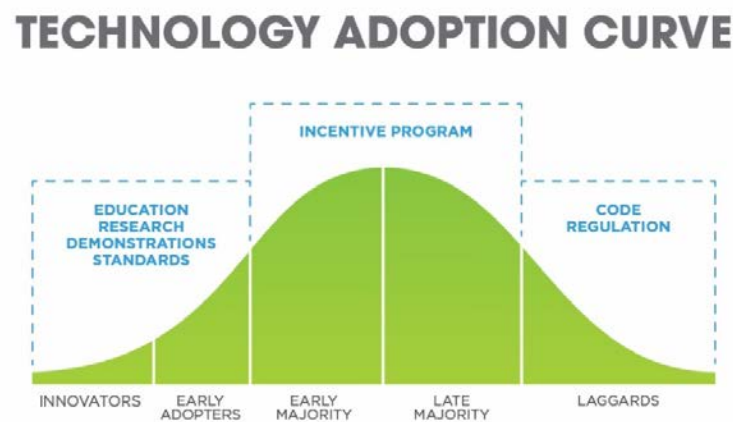 TECHNOLOGY ADOPTION CURVE
INCENTIVE PROGRAM
EDUCATION
RESEARCH
DEMONSTRATIONS
STANDARDS
CODE
REGULATION
INNOVATORS
EARLY
ADOPTERS
EARLY
MAJORITY
LATE
MAJORITY
LAGGARDS